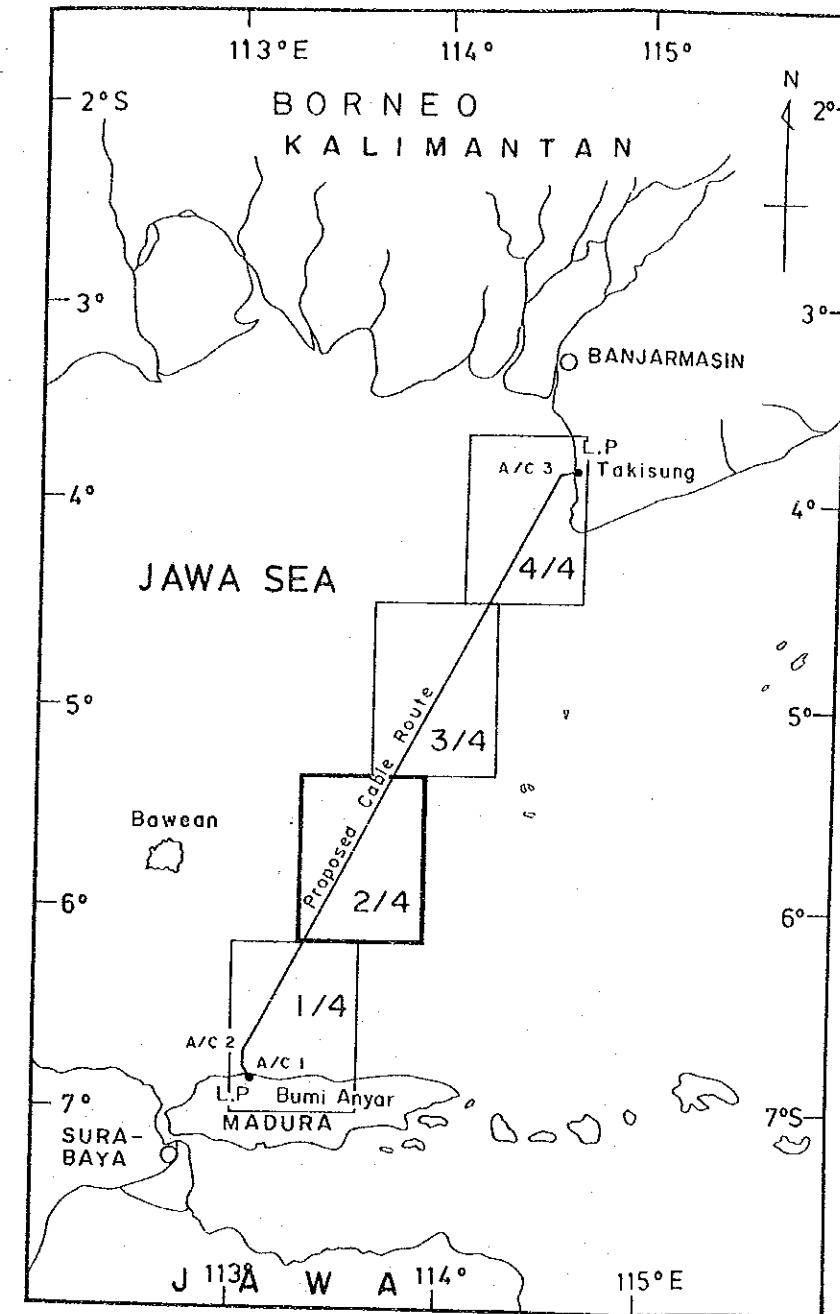 113°E 114° 115°
2°S BORNEO N 2°
KALIMANTAN
3° 3°
BANJARMASIN
L.P
A/C 3 Takisung
4° 4°
4/4
JAWA SEA
5° 5°
3/4
Proposed Cable Route
Bawean
6° 2/4 6°
1/4
A/C 2
A/C 1
L.P Bumi Anyar
7° MADURA 7°S
SURA-
BAYA
JAWA
113° 114° 115°E